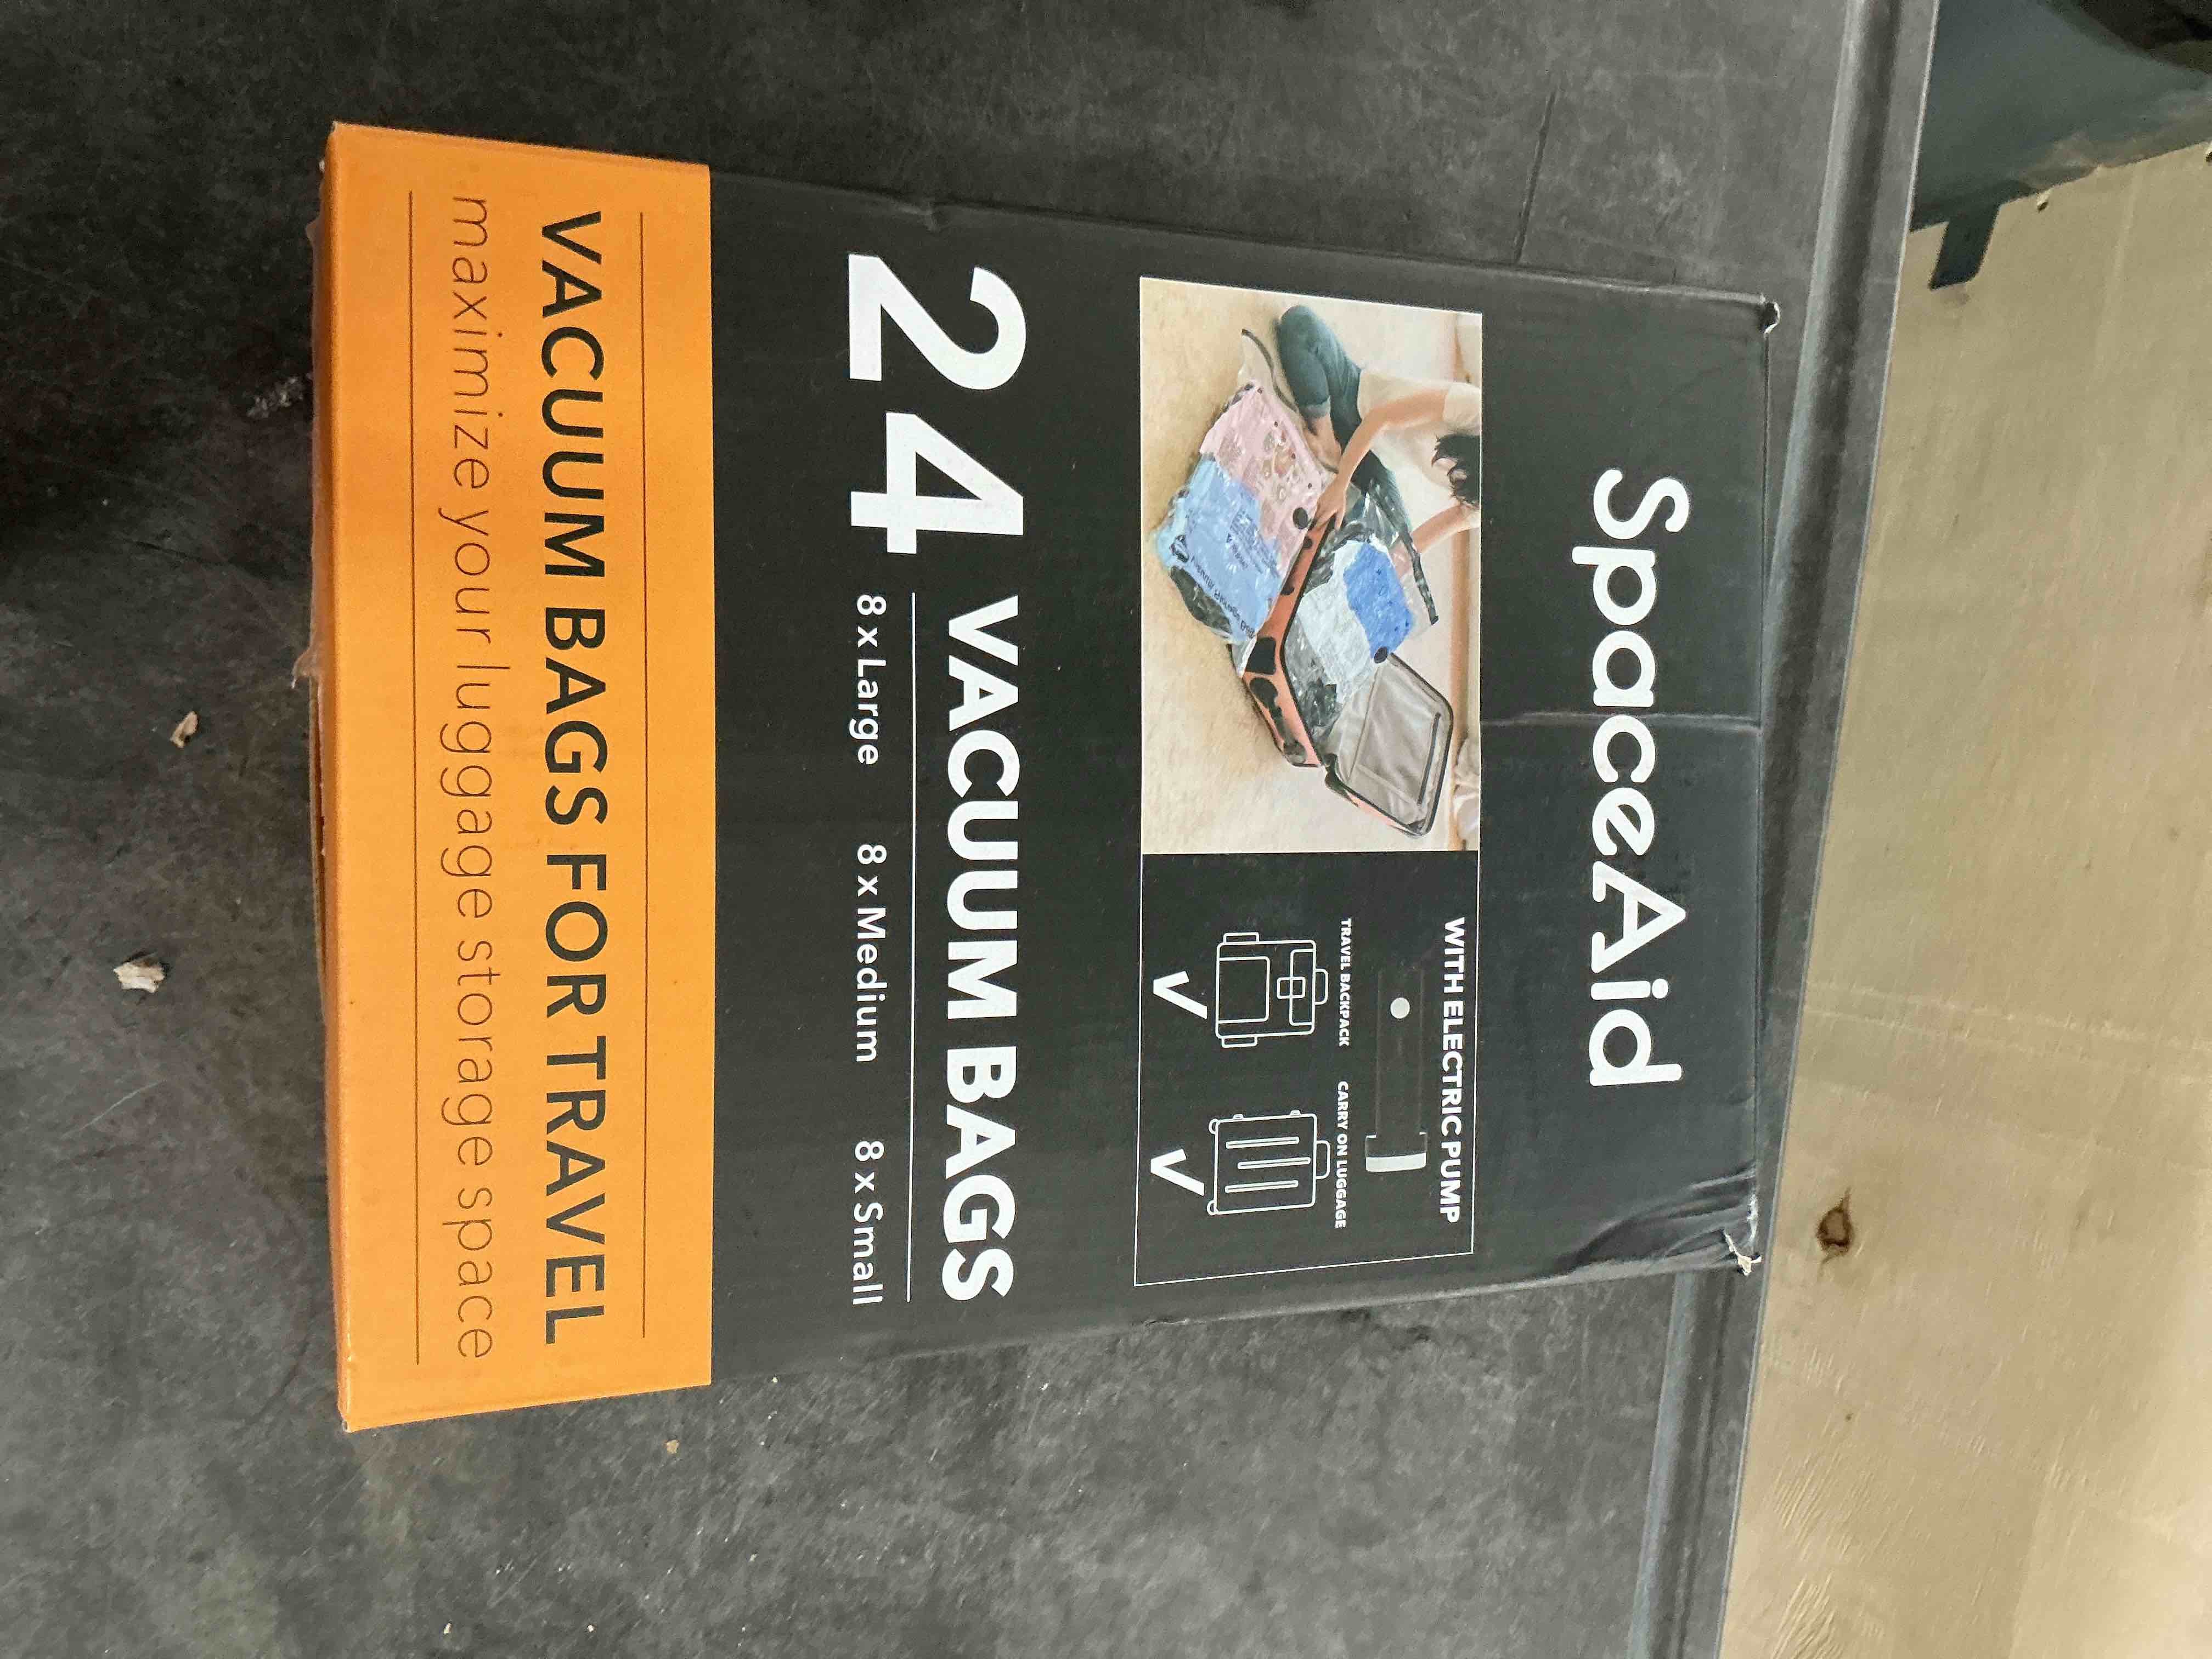 SpaceAid
WITH ELECTRIC PUMP
TRAVEL BACKPACK
CARRY ON LUGGAGE
24 VACUUM BAGS
8 x Large
8 x Medium
8 x Small
VACUUM BAGS FOR TRAVEL
maximize your luggage storage space